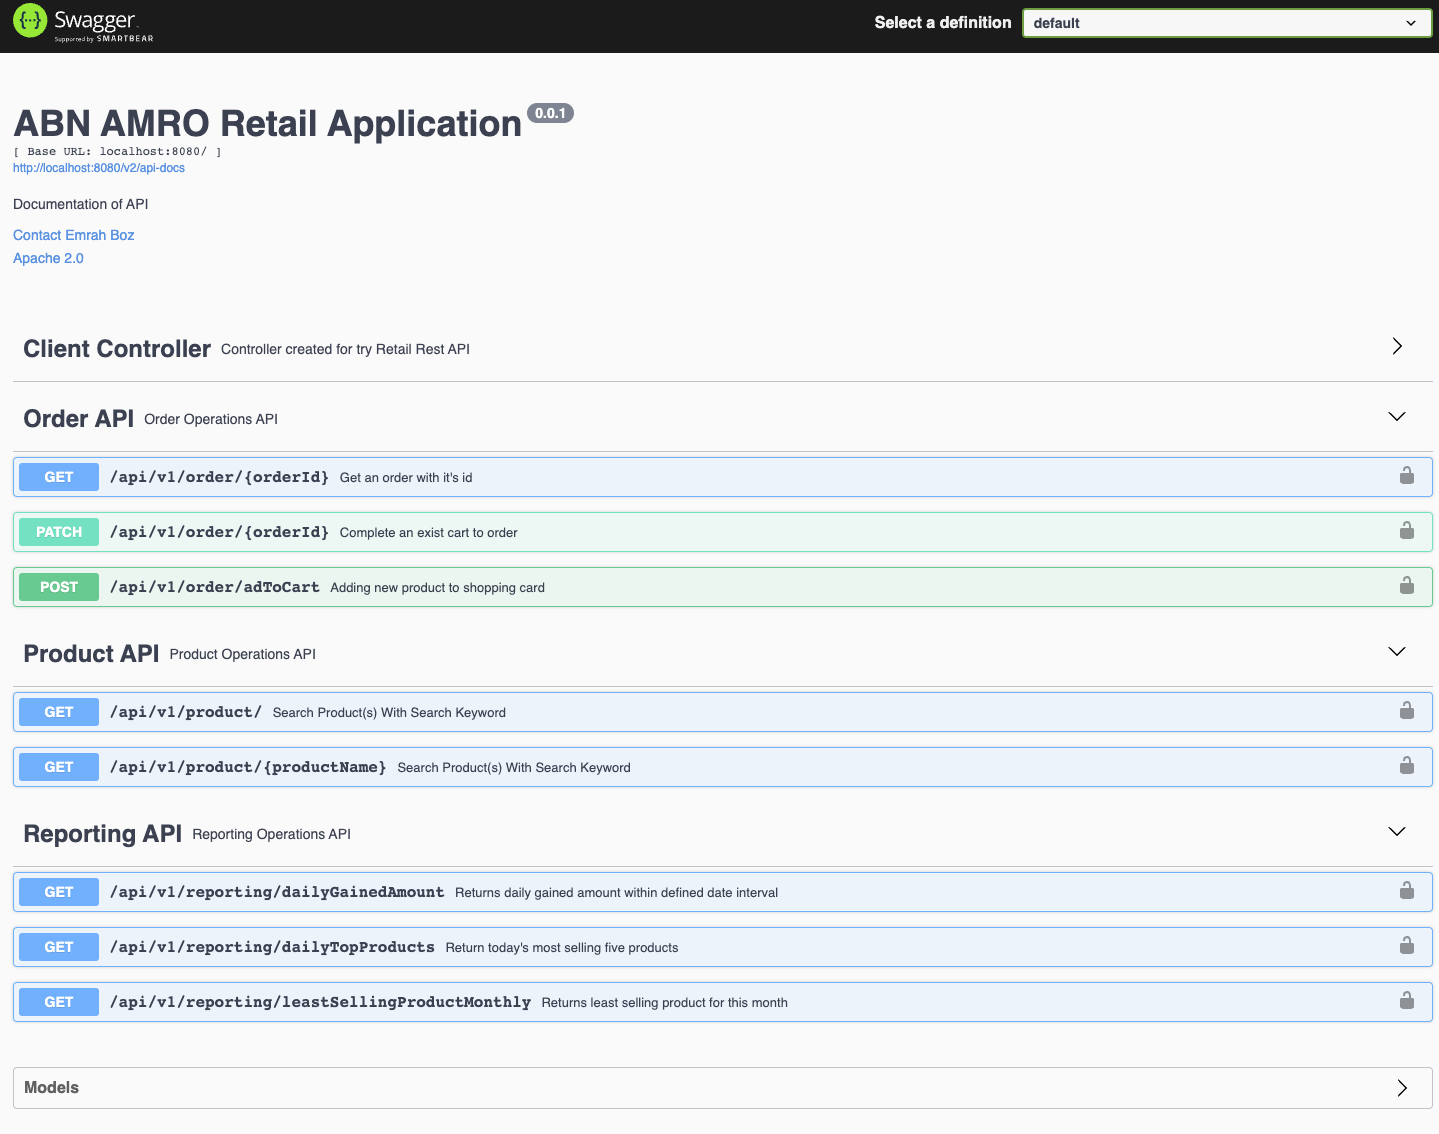 {···} Swagger
Supported by SMARTBEAR
Select a definition default
ABN AMRO Retail Application 0.0.1
[ Base URL: localhost:8080/ ]
http://localhost:8080/v2/api-docs
Documentation of API
Contact Emrah Boz
Apache 2.0
Client Controller Controller created for try Retail Rest API
Order API Order Operations API
GET /api/v1/order/{orderId} Get an order with it's id
PATCH /api/v1/order/{orderId} Complete an exist cart to order
POST /api/v1/order/adToCart Adding new product to shopping card
Product API Product Operations API
GET /api/v1/product/ Search Product(s) With Search Keyword
GET /api/v1/product/{productName} Search Product(s) With Search Keyword
Reporting API Reporting Operations API
GET /api/v1/reporting/dailyGainedAmount Returns daily gained amount within defined date interval
GET /api/v1/reporting/dailyTopProducts Return today's most selling five products
GET /api/v1/reporting/leastSellingProductMonthly Returns least selling product for this month
Models